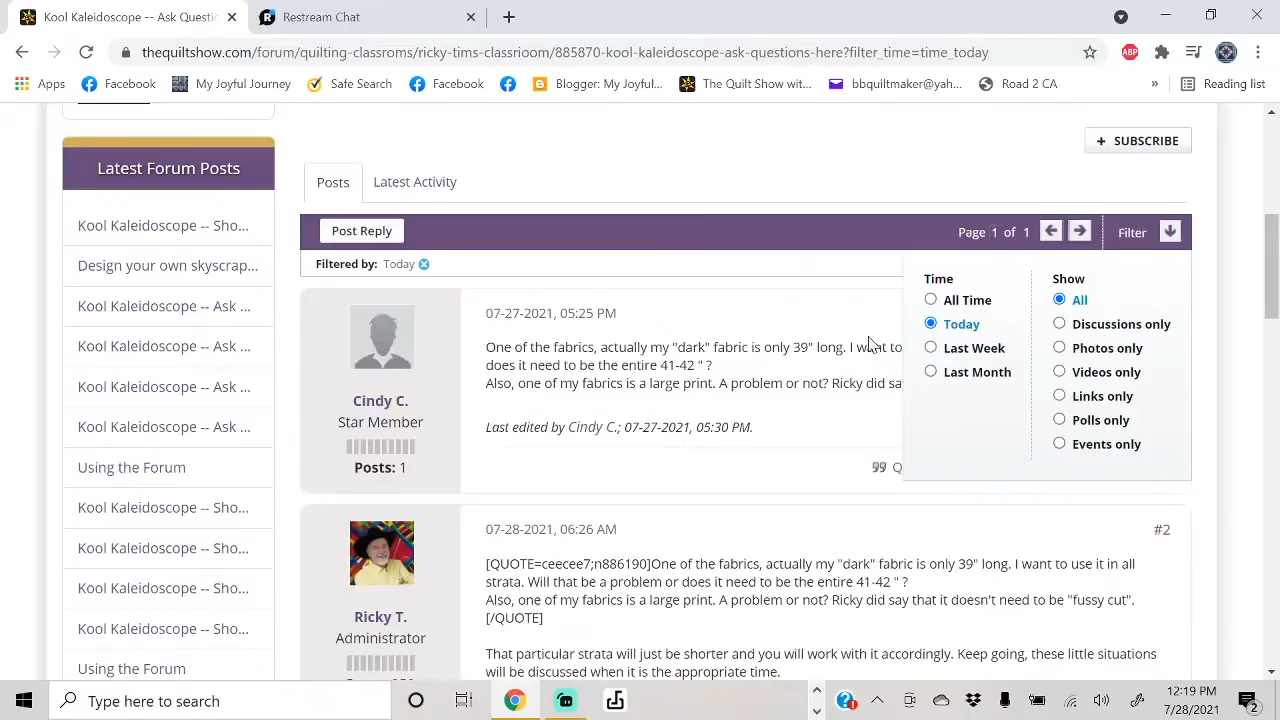 Kool Kaleidoscope -- Ask Questi
Restream Chat
thequiltshow.com/forum/quilting-classroms/ricky-tims-classrioom/885870-kool-kaleidoscope-ask-questions-here?filter_time=time_today
ABP
Apps
Facebook
My Joyful Journey
Safe Search
Facebook
Blogger: My Joyful...
The Quilt Show wit...
bbquiltmaker@yah...
Road 2 CA
»
Reading list
+ SUBSCRIBE
Latest Forum Posts
Kool Kaleidoscope -- Sho...
Design your own skyscrap...
Kool Kaleidoscope -- Ask ...
Kool Kaleidoscope -- Ask ...
Kool Kaleidoscope -- Ask ...
Kool Kaleidoscope -- Ask ...
Using the Forum
Kool Kaleidoscope -- Sho...
Kool Kaleidoscope -- Sho...
Kool Kaleidoscope -- Sho...
Kool Kaleidoscope -- Sho...
Using the Forum
Posts
Latest Activity
Post Reply
Page 1 of 1
Filter
Filtered by: Today
Time
All Time
Today
Last Week
Last Month
Show
All
Discussions only
Photos only
Videos only
Links only
Polls only
Events only
Cindy C.
Star Member
Posts: 1
07-27-2021, 05:25 PM
One of the fabrics, actually my "dark" fabric is only 39" long. I want to
does it need to be the entire 41-42 " ?
Also, one of my fabrics is a large print. A problem or not? Ricky did sa
Last edited by Cindy C.; 07-27-2021, 05:30 PM.
Q
Ricky T.
Administrator
07-28-2021, 06:26 AM
#2
[QUOTE=ceecee7;n886190]One of the fabrics, actually my "dark" fabric is only 39" long. I want to use it in all
strata. Will that be a problem or does it need to be the entire 41-42 " ?
Also, one of my fabrics is a large print. A problem or not? Ricky did say that it doesn't need to be "fussy cut".
[/QUOTE]
That particular strata will just be shorter and you will work with it accordingly. Keep going, these little situations
will be discussed when it is the appropriate time.
Type here to search
12:19 PM
7/28/2021
2